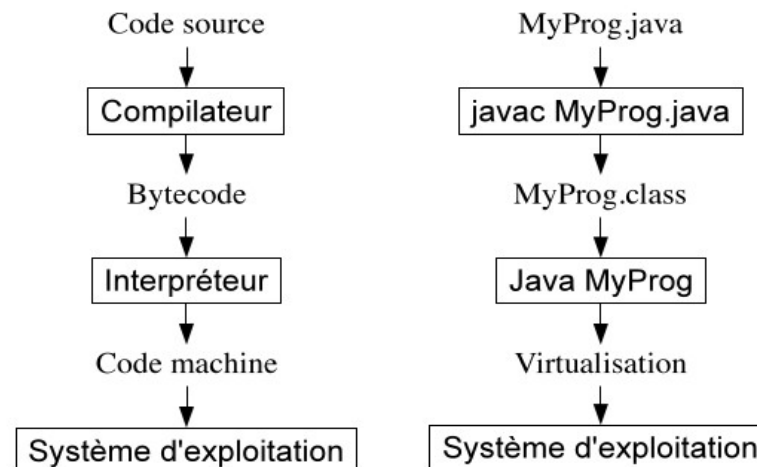 Code source
Compilateur
Bytecode
Interpréteur
Code machine
Système d'exploitation
MyProg.java
javac MyProg.java
MyProg.class
Java MyProg
Virtualisation
Système d'exploitation